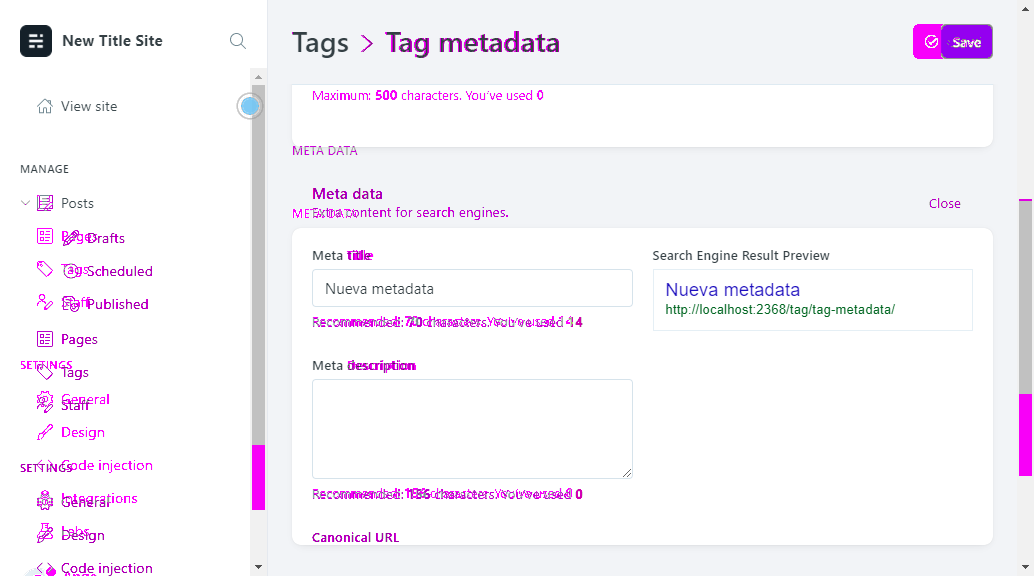 New Title Site
View site
MANAGE
Posts
Drafts
Scheduled
Published
Pages
Tags
Staff
SETTINGS
General
Design
Code injection
SETTINGS
Integrations
General
Labs
Design
Code injection
Tags > Tag metadata
Save
Maximum: 500 characters. You've used 0
META DATA
Meta data
Close
META DATA
Extra content for search engines.
Meta title
Nueva metadata
Recommended: 70 characters. You've used 14
Search Engine Result Preview
Nueva metadata
http://localhost:2368/tag/tag-metadata/
Meta description
Recommended: 156 characters. You've used 0
Canonical URL